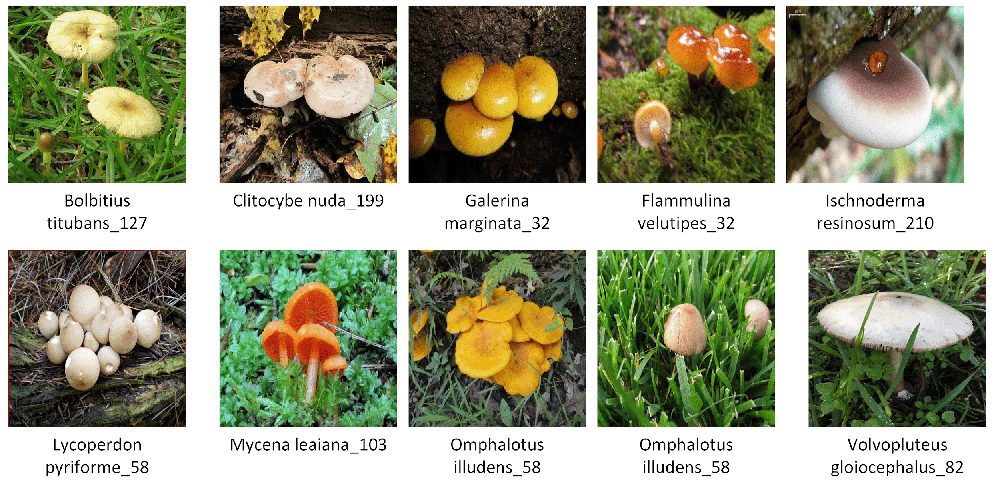 5mm
Bolbitius
titubans_127
Clitocybe nuda_199
Galerina
marginata_32
Flammulina
velutipes_32
Ischnoderma
resinosum_210
Lycoperdon
pyriforme_58
Mycena leaiana_103
Omphalotus
illudens_58
Omphalotus
illudens_58
Volvopluteus
gloiocephalus_82